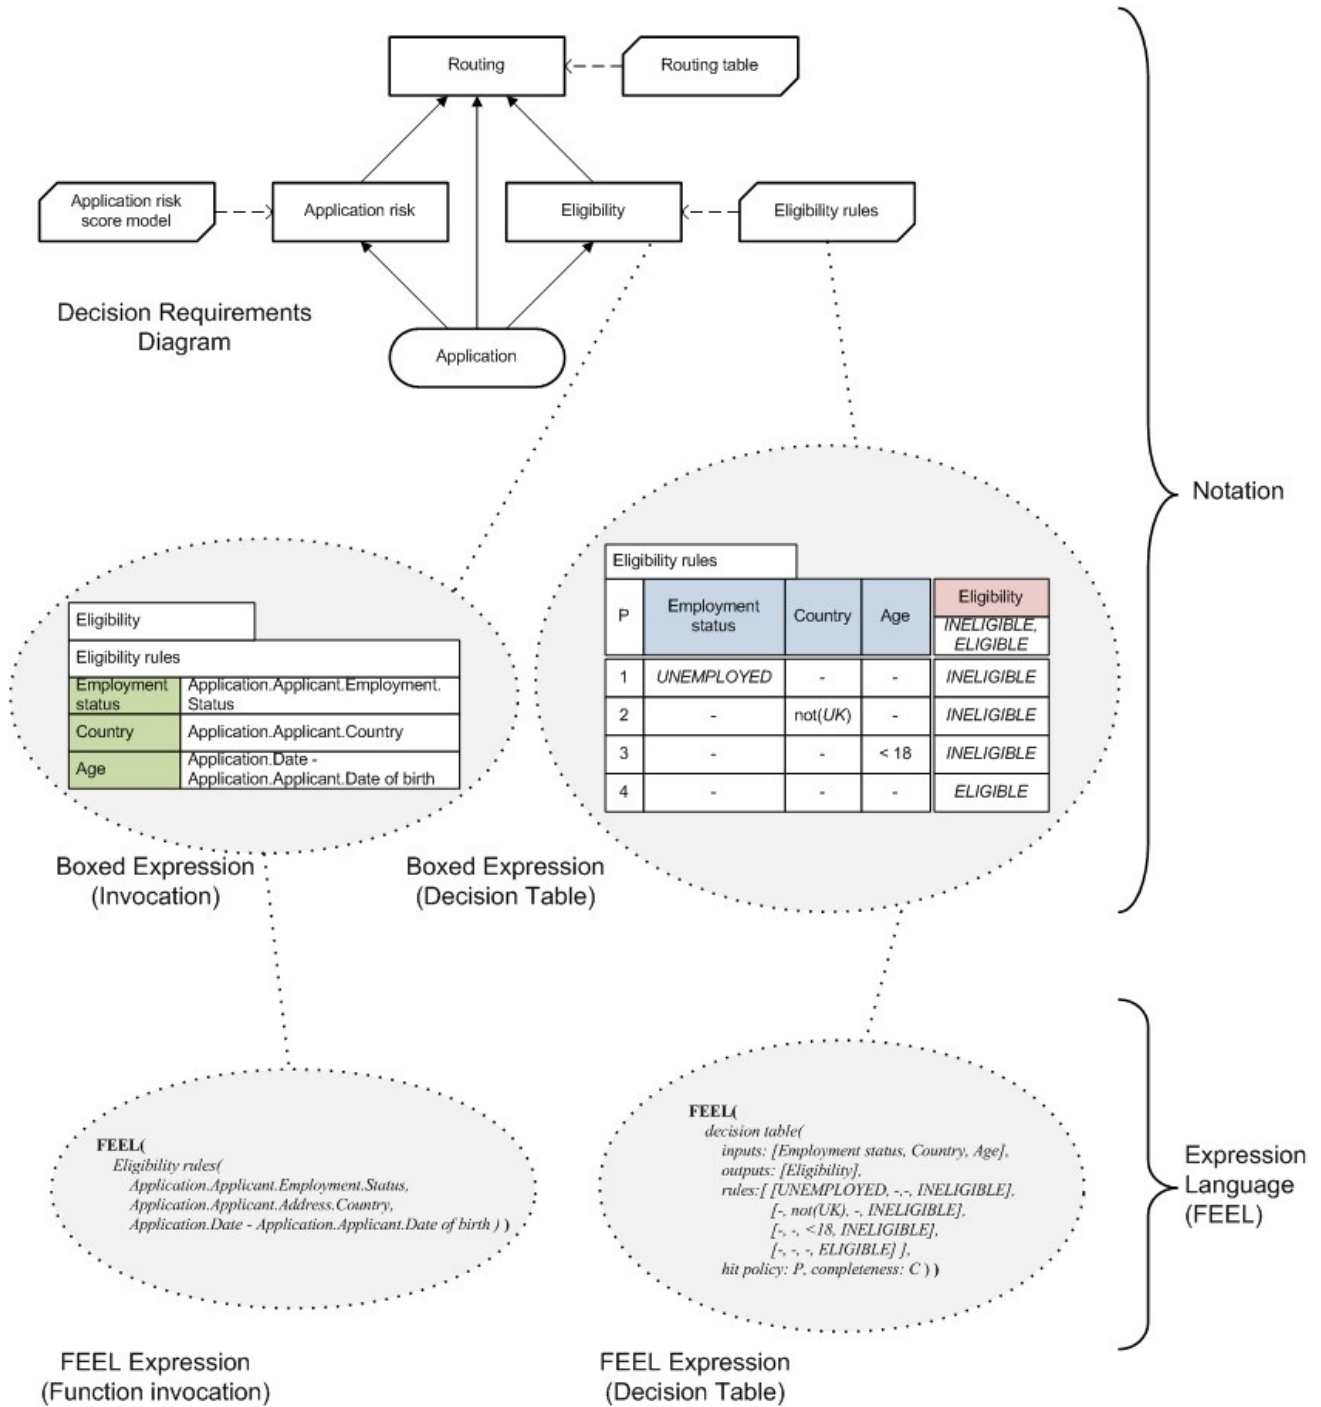 Routing
Routing table
Application risk
score model
Application risk
Eligibility
Eligibility rules
Decision Requirements
Diagram
Application
Notation
Eligibility rules
P
Employment
status
Country
Age
Eligibility
INELIGIBLE,
ELIGIBLE
1 UNEMPLOYED - - INELIGIBLE
2 - not(UK) - INELIGIBLE
3 - - < 18 INELIGIBLE
4 - - - ELIGIBLE
Eligibility
Eligibility rules
Employment
status
Application.Applicant.Employment.
Status
Country Application.Applicant.Country
Age
Application.Date -
Application.Applicant.Date of birth
Boxed Expression
(Invocation)
Boxed Expression
(Decision Table)
FEEL(
Eligibility rules(
Application.Applicant.Employment.Status,
Application.Applicant.Address.Country,
Application.Date - Application.Applicant.Date of birth ) )
FEEL(
decision table(
inputs: [Employment status, Country, Age],
outputs: [Eligibility],
rules:[ [UNEMPLOYED, -,-, INELIGIBLE],
[-, not(UK), -, INELIGIBLE],
[-, -, <18, INELIGIBLE],
[-, -, -, ELIGIBLE] ],
hit policy: P, completeness: C ) )
Expression
Language
(FEEL)
FEEL Expression
(Function invocation)
FEEL Expression
(Decision Table)